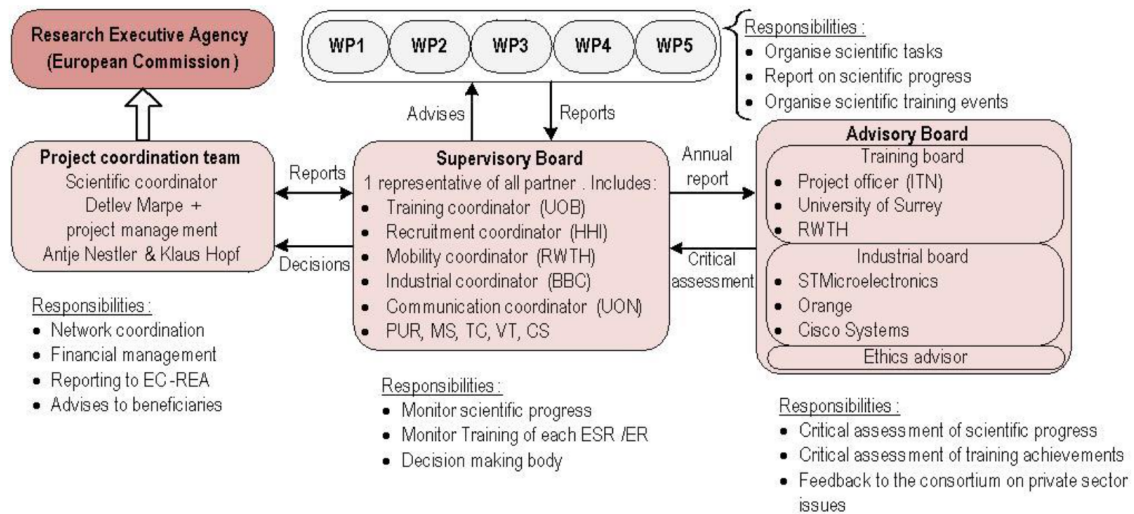 Research Executive Agency
(European Commission)
WP1
WP2
WP3
WP4
WP5
Responsibilities:
• Organise scientific tasks
• Report on scientific progress
• Organise scientific training events
Advises
Reports
Project coordination team
Scientific coordinator
Detlev Marpe +
project management
Antje Nestler & Klaus Hopf
Reports
Decisions
Supervisory Board
1 representative of all partner . Includes:
• Training coordinator (UOB)
• Recruitment coordinator (HHI)
• Mobility coordinator (RWTH)
• Industrial coordinator (BBC)
• Communication coordinator (UON)
• PUR, MS, TC, VT, CS
Annual
report
Critical
assessment
Advisory Board
Training board
• Project officer (ITN)
• University of Surrey
• RWTH
Industrial board
• STMicroelectronics
• Orange
• Cisco Systems
Ethics advisor
Responsibilities:
• Network coordination
• Financial management
• Reporting to EC-REA
• Advises to beneficiaries
Responsibilities:
• Monitor scientific progress
• Monitor Training of each ESR /ER
• Decision making body
Responsibilities:
• Critical assessment of scientific progress
• Critical assessment of training achievements
• Feedback to the consortium on private sector
issues